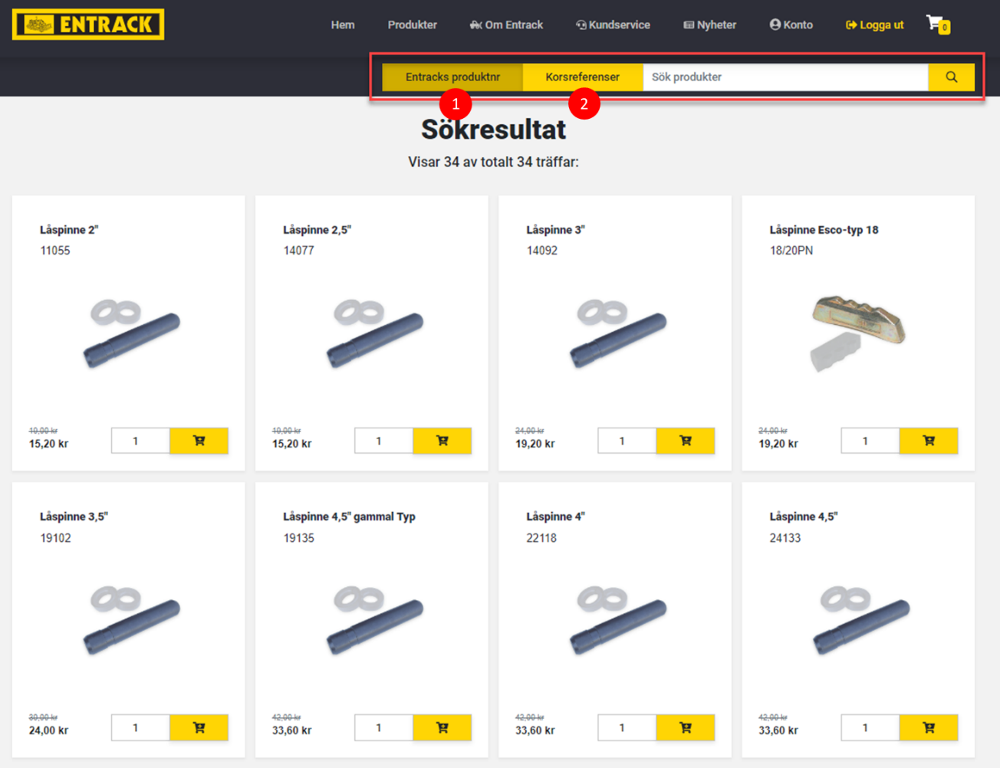 ENTRACK
Hem Produkter Om Entrack Kundservice Nyheter Konto Logga ut 0
Entracks produktnr Korsreferenser Sök produkter
1 2
Sökresultat
Visar 34 av totalt 34 träffar:
Låspinne 2" Låspinne 2,5" Låspinne 3" Låspinne Esco-typ 18
11055 14077 14092 18/20PN
19,00 kr 19,00 kr 24,00 kr 24,00 kr
15,20 kr 1 15,20 kr 1 19,20 kr 1 19,20 kr 1
Låspinne 3,5" Låspinne 4,5" gammal Typ Låspinne 4" Låspinne 4,5"
19102 19135 22118 24133
30,00 kr 42,00 kr 42,00 kr 42,00 kr
24,00 kr 1 33,60 kr 1 33,60 kr 1 33,60 kr 1